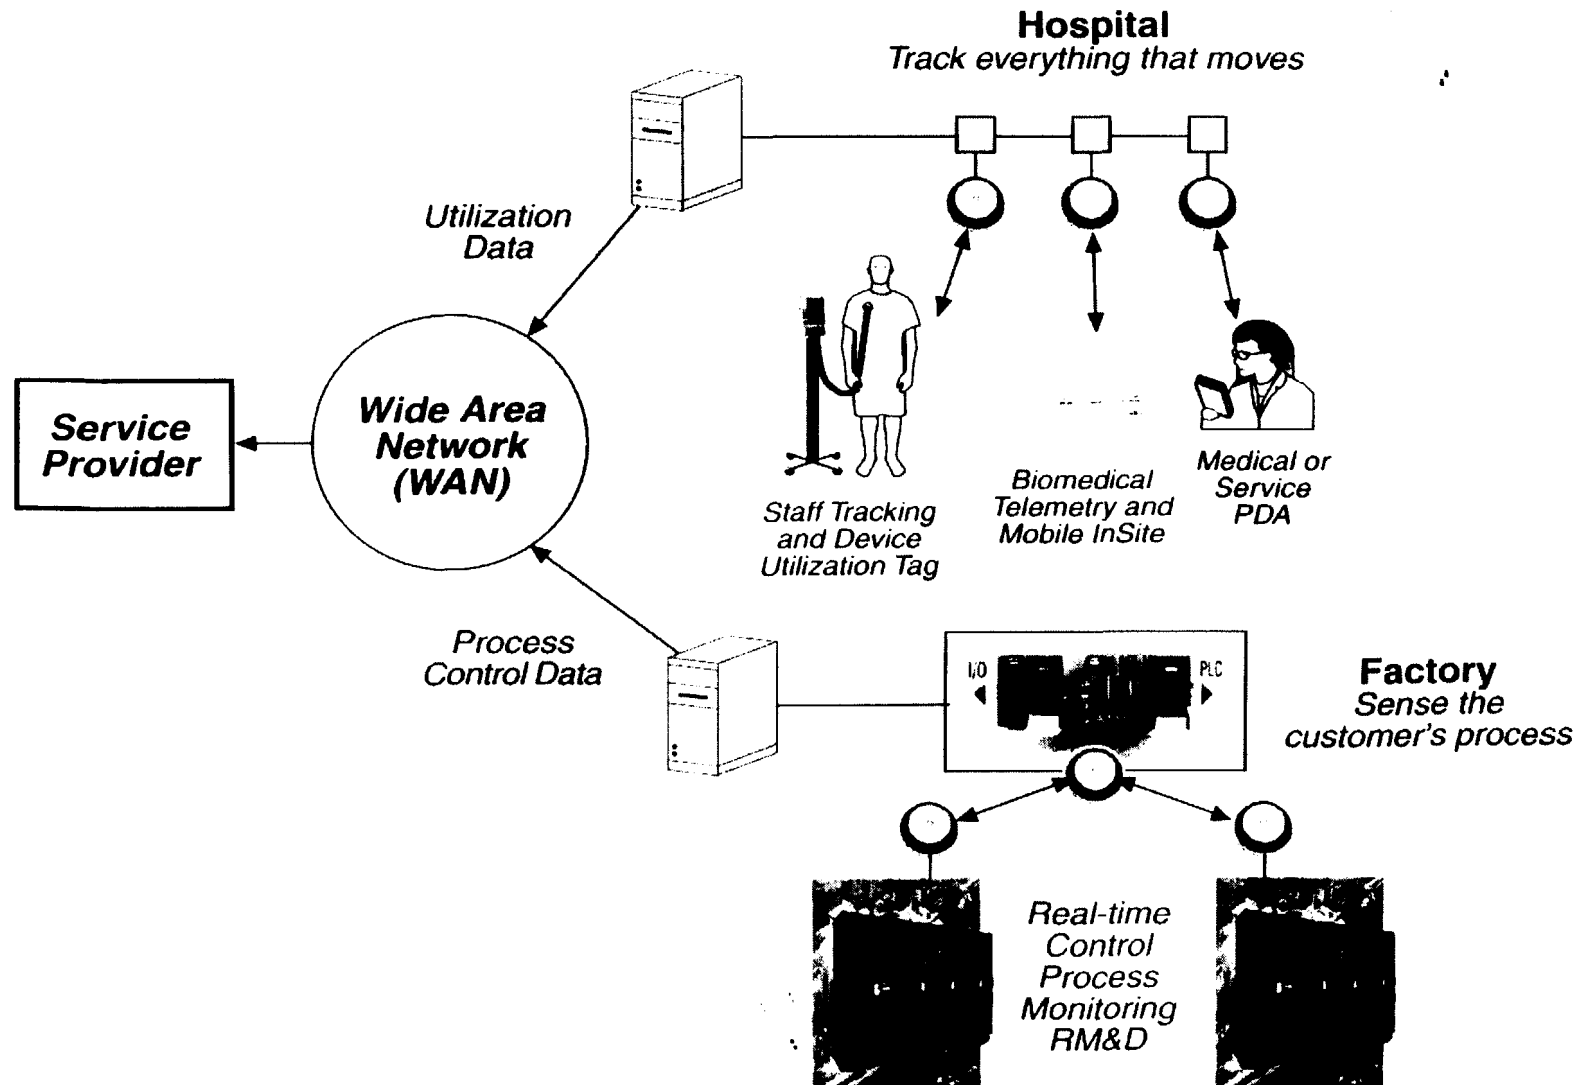 Hospital
Track everything that moves
Utilization
Data
Service
Provider
Wide Area
Network
(WAN)
Staff Tracking
and Device
Utilization Tag
Biomedical
Telemetry and
Mobile InSite
Medical or
Service
PDA
Process
Control Data
I/O
PLC
Factory
Sense the
customer's process
Real-time
Control
Process
Monitoring
RM&D